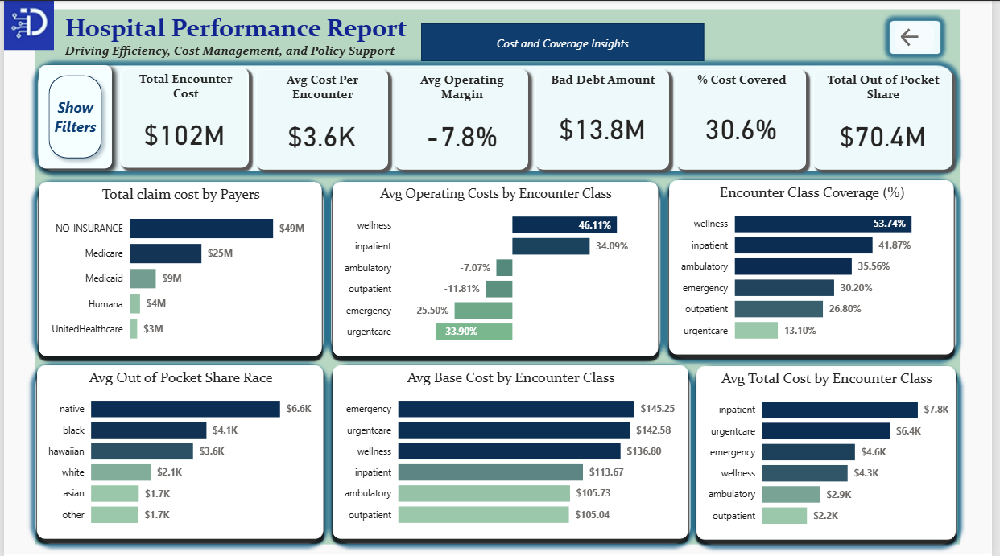 Hospital Performance Report
Driving Efficiency, Cost Management, and Policy Support
Cost and Coverage Insights
Show
Filters
Total Encounter
Cost
$102M
Avg Cost Per
Encounter
$3.6K
Avg Operating
Margin
-7.8%
Bad Debt Amount
$13.8M
% Cost Covered
30.6%
Total Out of Pocket
Share
$70.4M
Total claim cost by Payers
NO_INSURANCE $49M
Medicare $25M
Medicaid $9M
Humana $4M
UnitedHealthcare $3M
Avg Operating Costs by Encounter Class
wellness 46.11%
inpatient 34.09%
ambulatory -7.07%
outpatient -11.81%
emergency -25.50%
urgentcare -33.90%
Encounter Class Coverage (%)
wellness 53.74%
inpatient 41.87%
ambulatory 35.56%
emergency 30.20%
outpatient 26.80%
urgentcare 13.10%
Avg Out of Pocket Share Race
native $6.6K
black $4.1K
hawaiian $3.6K
white $2.1K
asian $1.7K
other $1.7K
Avg Base Cost by Encounter Class
emergency $145.25
urgentcare $142.58
wellness $136.80
inpatient $113.67
ambulatory $105.73
outpatient $105.04
Avg Total Cost by Encounter Class
inpatient $7.8K
urgentcare $6.4K
emergency $4.6K
wellness $4.3K
ambulatory $2.9K
outpatient $2.2K